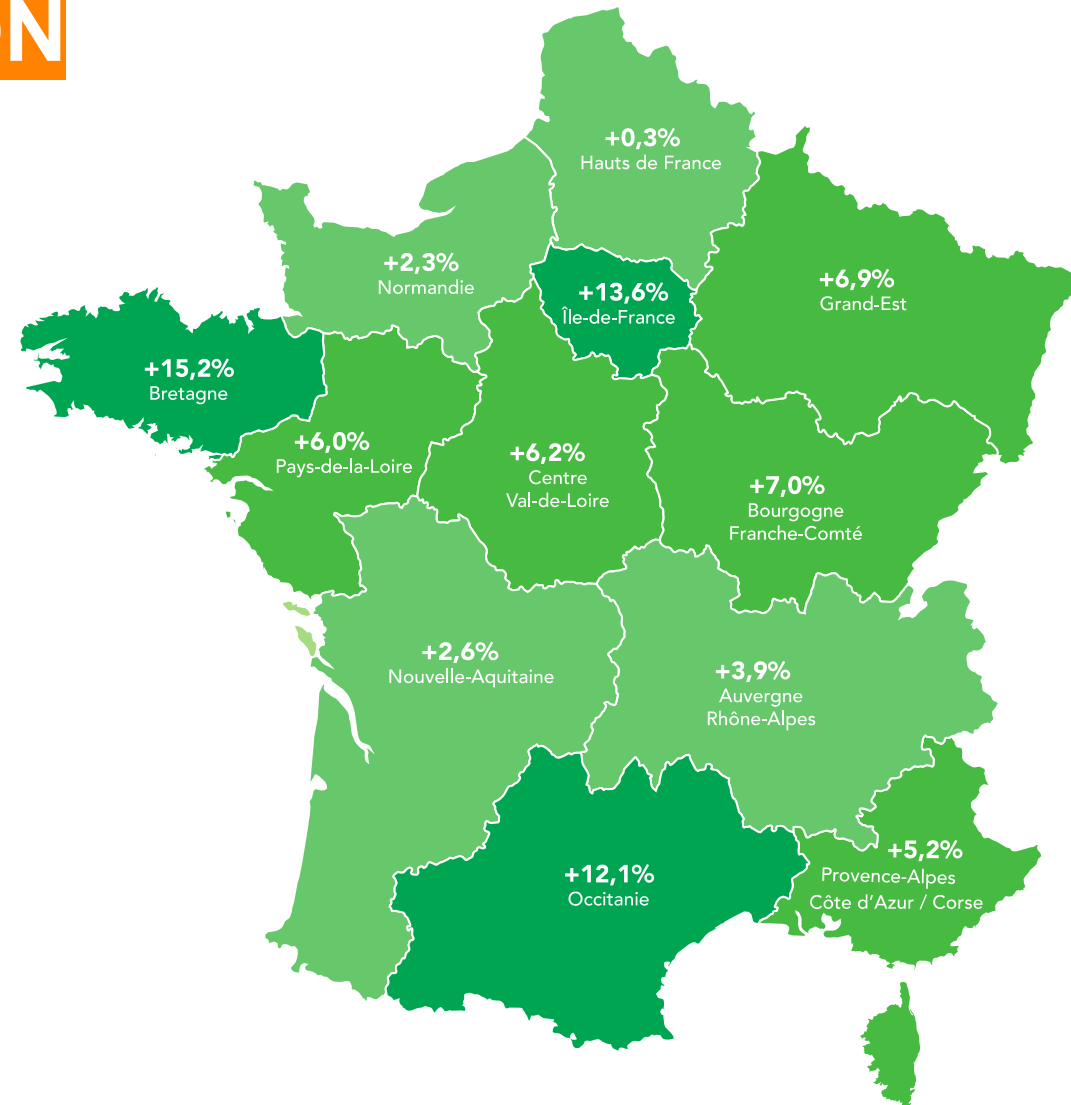 N
+0,3%
Hauts de France
+2,3%
Normandie
+13,6%
Île-de-France
+6,9%
Grand-Est
+15,2%
Bretagne
+6,0%
Pays-de-la-Loire
+6,2%
Centre
Val-de-Loire
+7,0%
Bourgogne
Franche-Comté
+2,6%
Nouvelle-Aquitaine
+3,9%
Auvergne
Rhône-Alpes
+12,1%
Occitanie
+5,2%
Provence-Alpes
Côte d'Azur / Corse